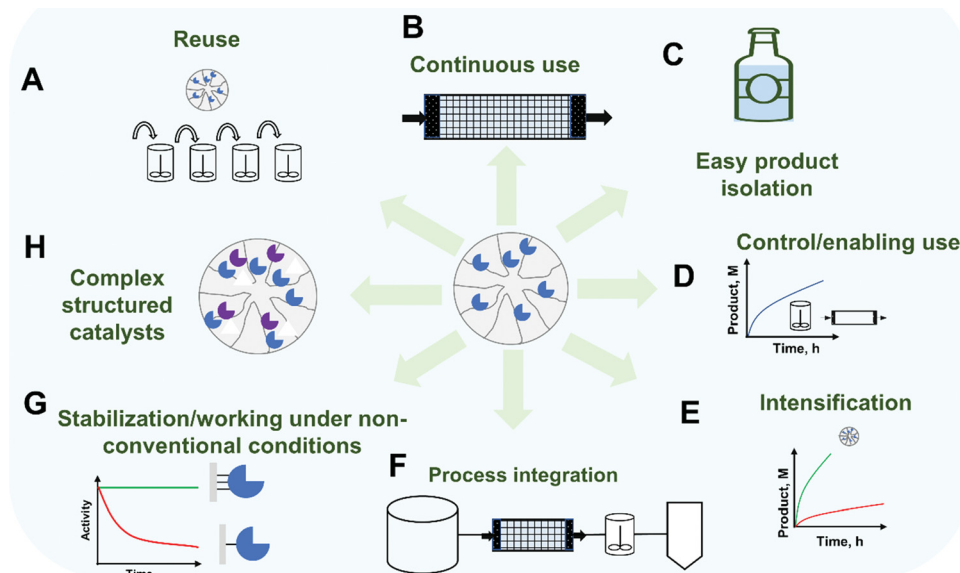 A
Reuse
B
Continuous use
C
Easy product
isolation
D
Control/enabling use
Product, M
Time, h
E
Intensification
Product, M
Time, h
F
Process integration
G
Stabilization/working under non-
conventional conditions
Activity
Time
H
Complex
structured
catalysts